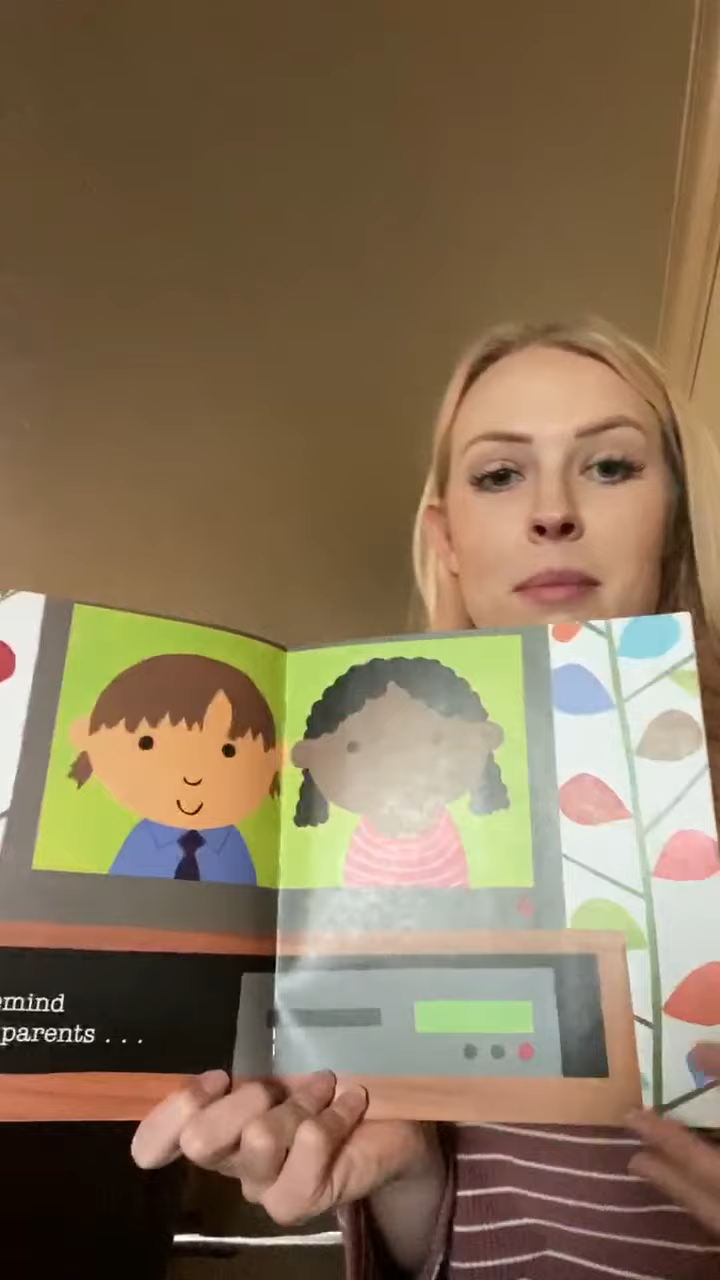 emind
parents . . .